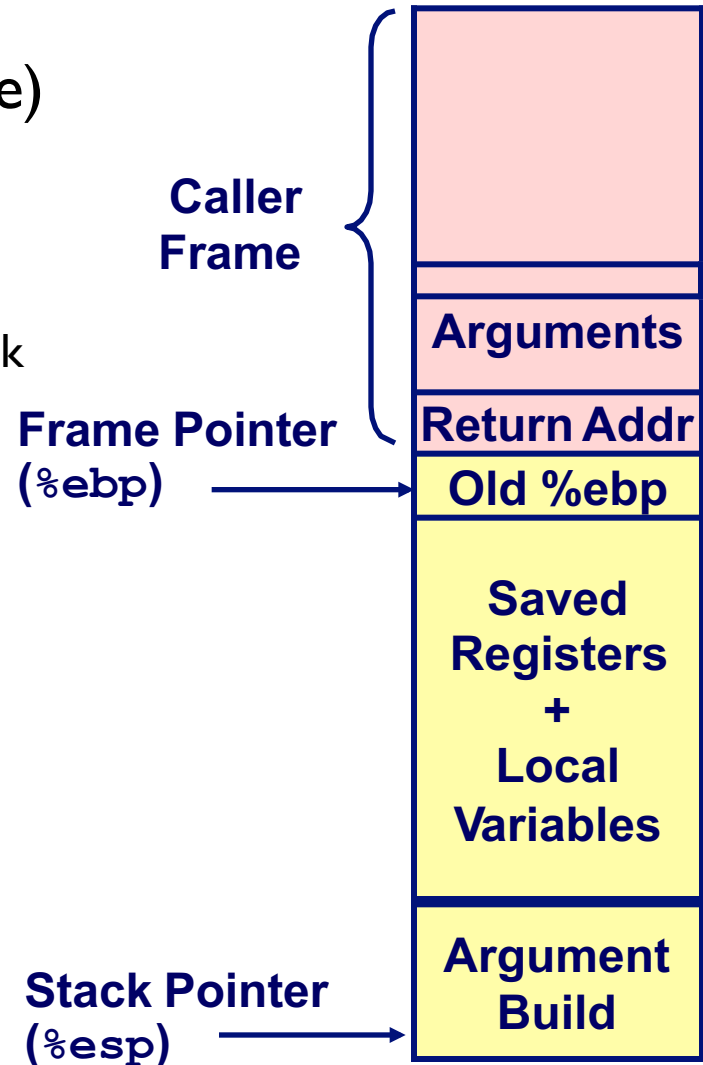 e)
Caller
Frame
Arguments
k
Frame Pointer
(%ebp)
Return Addr
Old %ebp
Saved
Registers
+
Local
Variables
Argument
Build
Stack Pointer
(%esp)